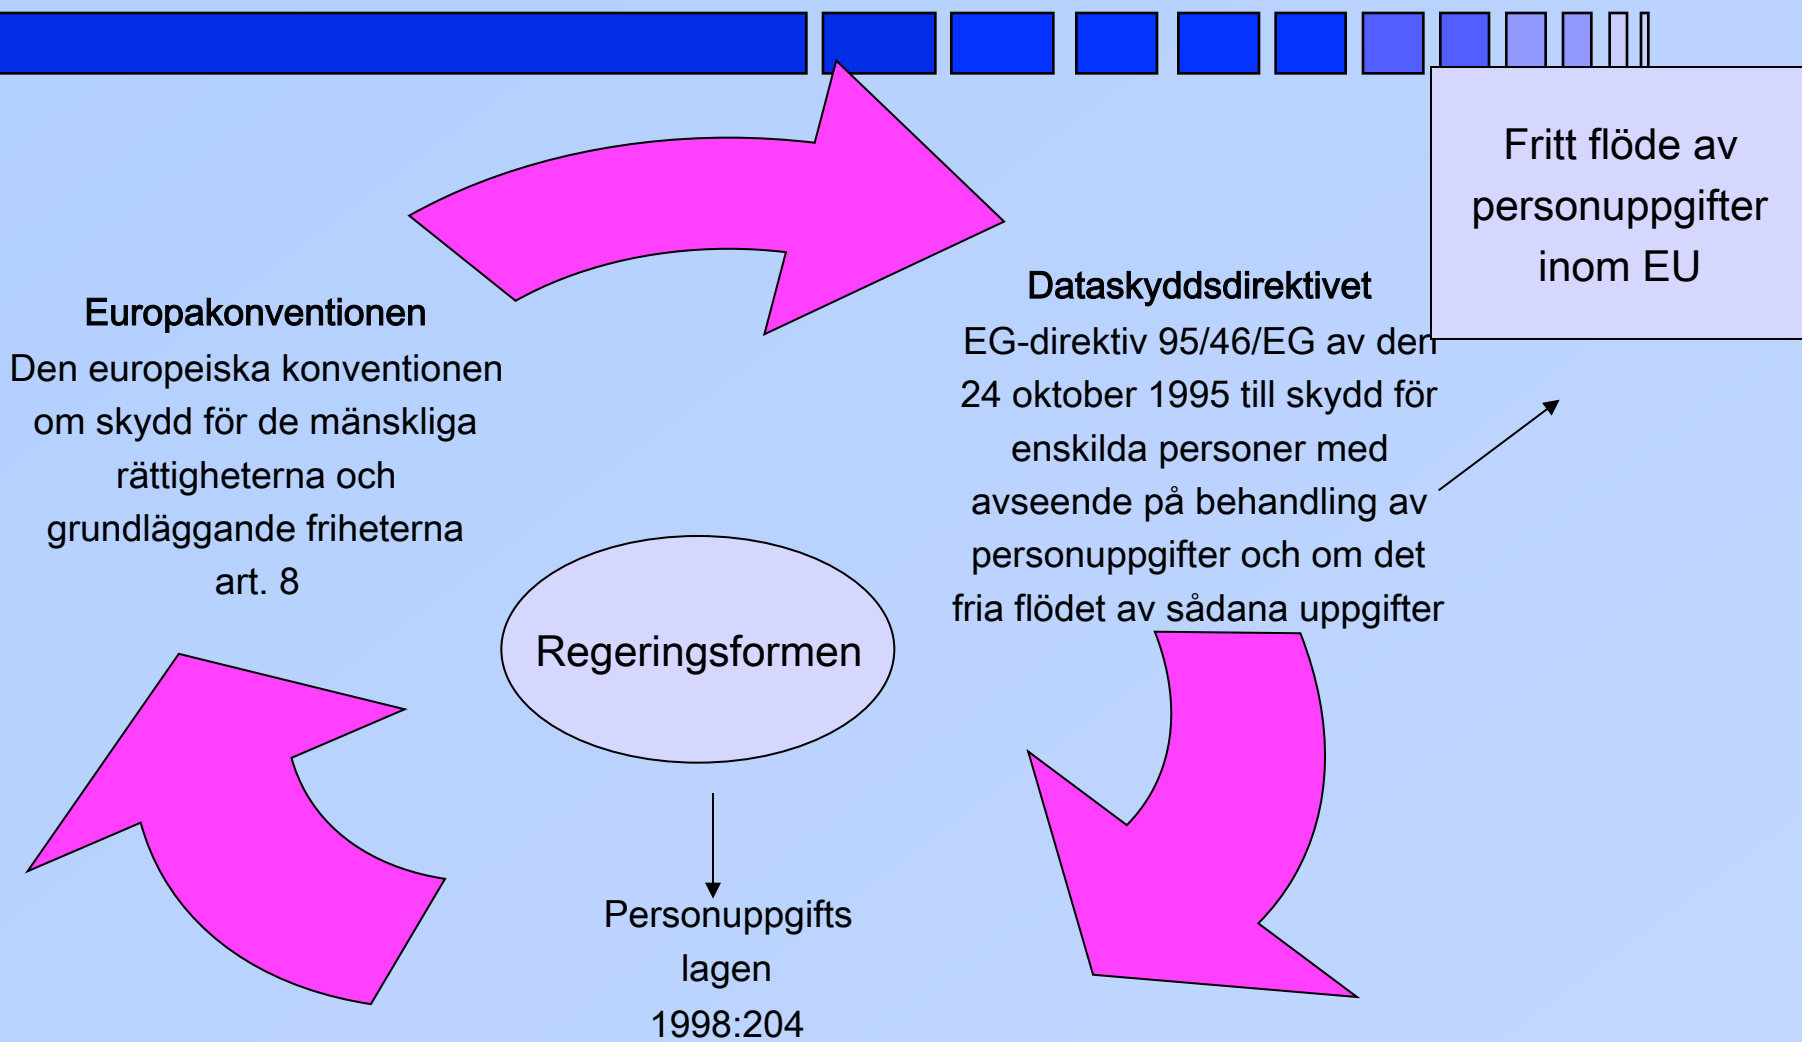 Europakonventionen
Den europeiska konventionen
om skydd för de mänskliga
rättigheterna och
grundläggande friheterna
art. 8
Dataskyddsdirektivet
EG-direktiv 95/46/EG av den
24 oktober 1995 till skydd för
enskilda personer med
avseende på behandling av
personuppgifter och om det
fria flödet av sådana uppgifter
Fritt flöde av
personuppgifter
inom EU
Regeringsformen
Personuppgifts
lagen
1998:204